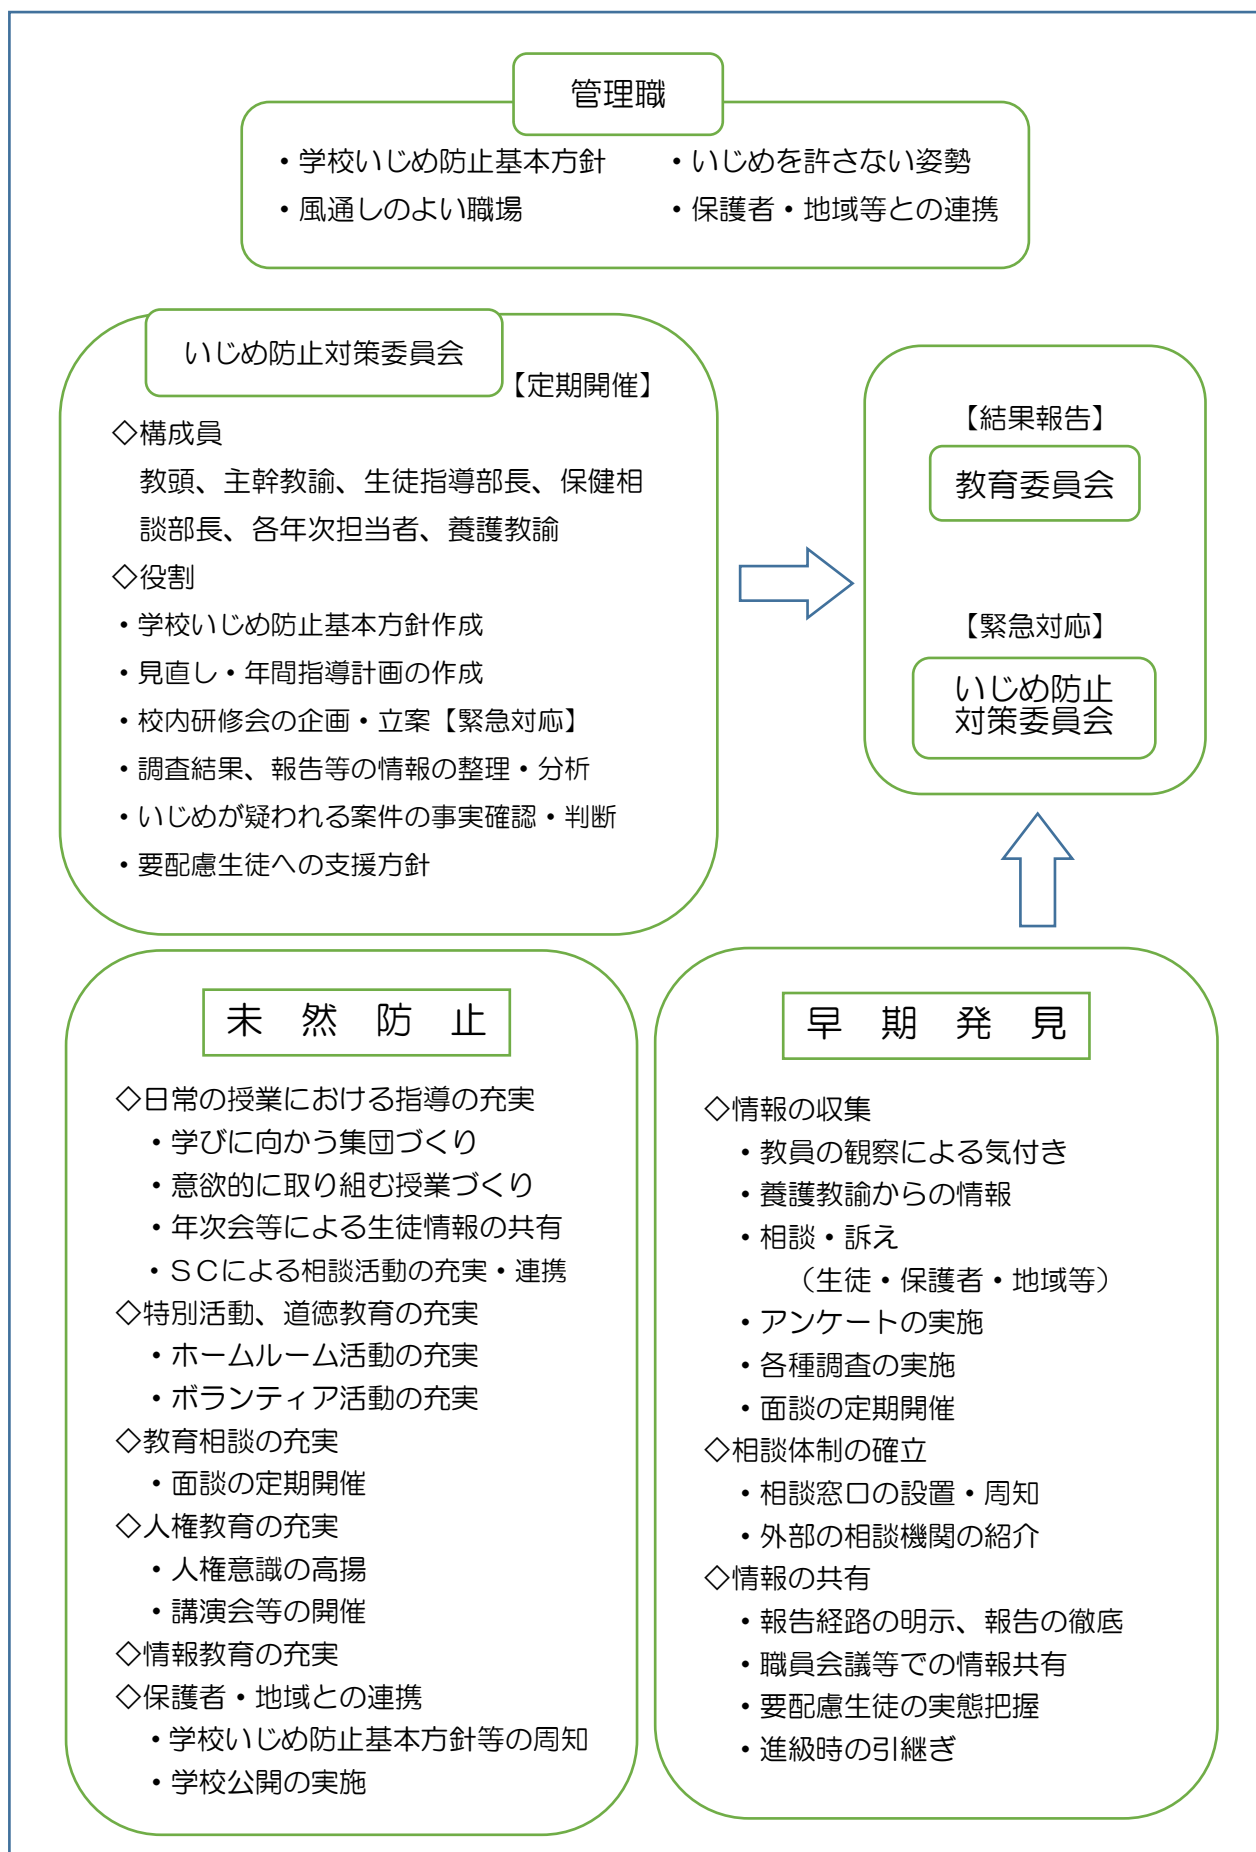 管理職
・学校いじめ防止基本方針　・いじめを許さない姿勢
・風通しのよい職場　・保護者・地域等との連携
いじめ防止対策委員会
【定期開催】
◇構成員
教頭、主幹教諭、生徒指導部長、保健相
談部長、各年次担当者、養護教諭
◇役割
・学校いじめ防止基本方針作成
・見直し・年間指導計画の作成
・校内研修会の企画・立案【緊急対応】
・調査結果、報告等の情報の整理・分析
・いじめが疑われる案件の事実確認・判断
・要配慮生徒への支援方針
【結果報告】
教育委員会
【緊急対応】
いじめ防止
対策委員会
未然防止
◇日常の授業における指導の充実
・学びに向かう集団づくり
・意欲的に取り組む授業づくり
・年次会等による生徒情報の共有
・ＳＣによる相談活動の充実・連携
◇特別活動、道徳教育の充実
・ホームルーム活動の充実
・ボランティア活動の充実
◇教育相談の充実
・面談の定期開催
◇人権教育の充実
・人権意識の高揚
・講演会等の開催
◇情報教育の充実
◇保護者・地域との連携
・学校いじめ防止基本方針等の周知
・学校公開の実施
早期発見
◇情報の収集
・教員の観察による気付き
・養護教諭からの情報
・相談・訴え
（生徒・保護者・地域等）
・アンケートの実施
・各種調査の実施
・面談の定期開催
◇相談体制の確立
・相談窓口の設置・周知
・外部の相談機関の紹介
◇情報の共有
・報告経路の明示、報告の徹底
・職員会議等での情報共有
・要配慮生徒の実態把握
・進級時の引継ぎ